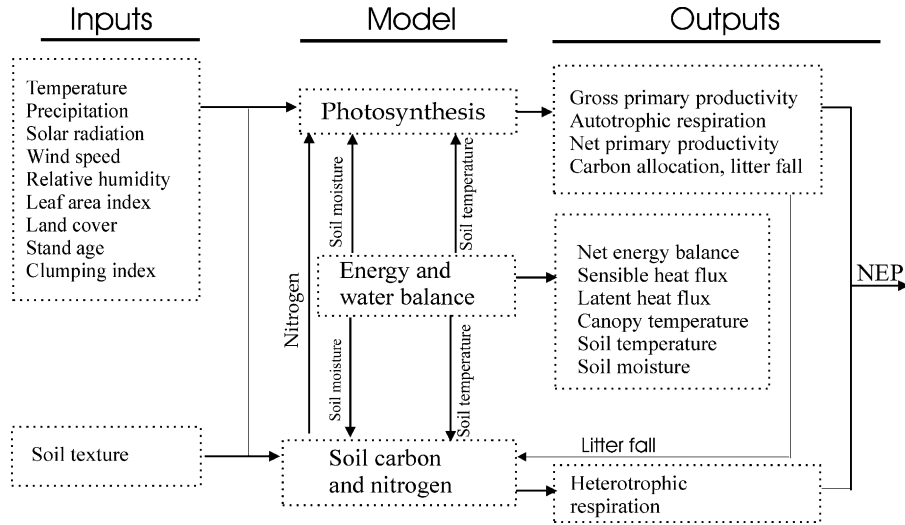 Inputs
Model
Outputs
Temperature
Precipitation
Solar radiation
Wind speed
Relative humidity
Leaf area index
Land cover
Stand age
Clumping index
Soil texture
Photosynthesis
Soil moisture
Soil temperature
Nitrogen
Energy and
water balance
Soil moisture
Soil temperature
Soil carbon
and nitrogen
Gross primary productivity
Autotrophic respiration
Net primary productivity
Carbon allocation, litter fall
Net energy balance
Sensible heat flux
Latent heat flux
Canopy temperature
Soil temperature
Soil moisture
NEP
Litter fall
Heterotrophic
respiration